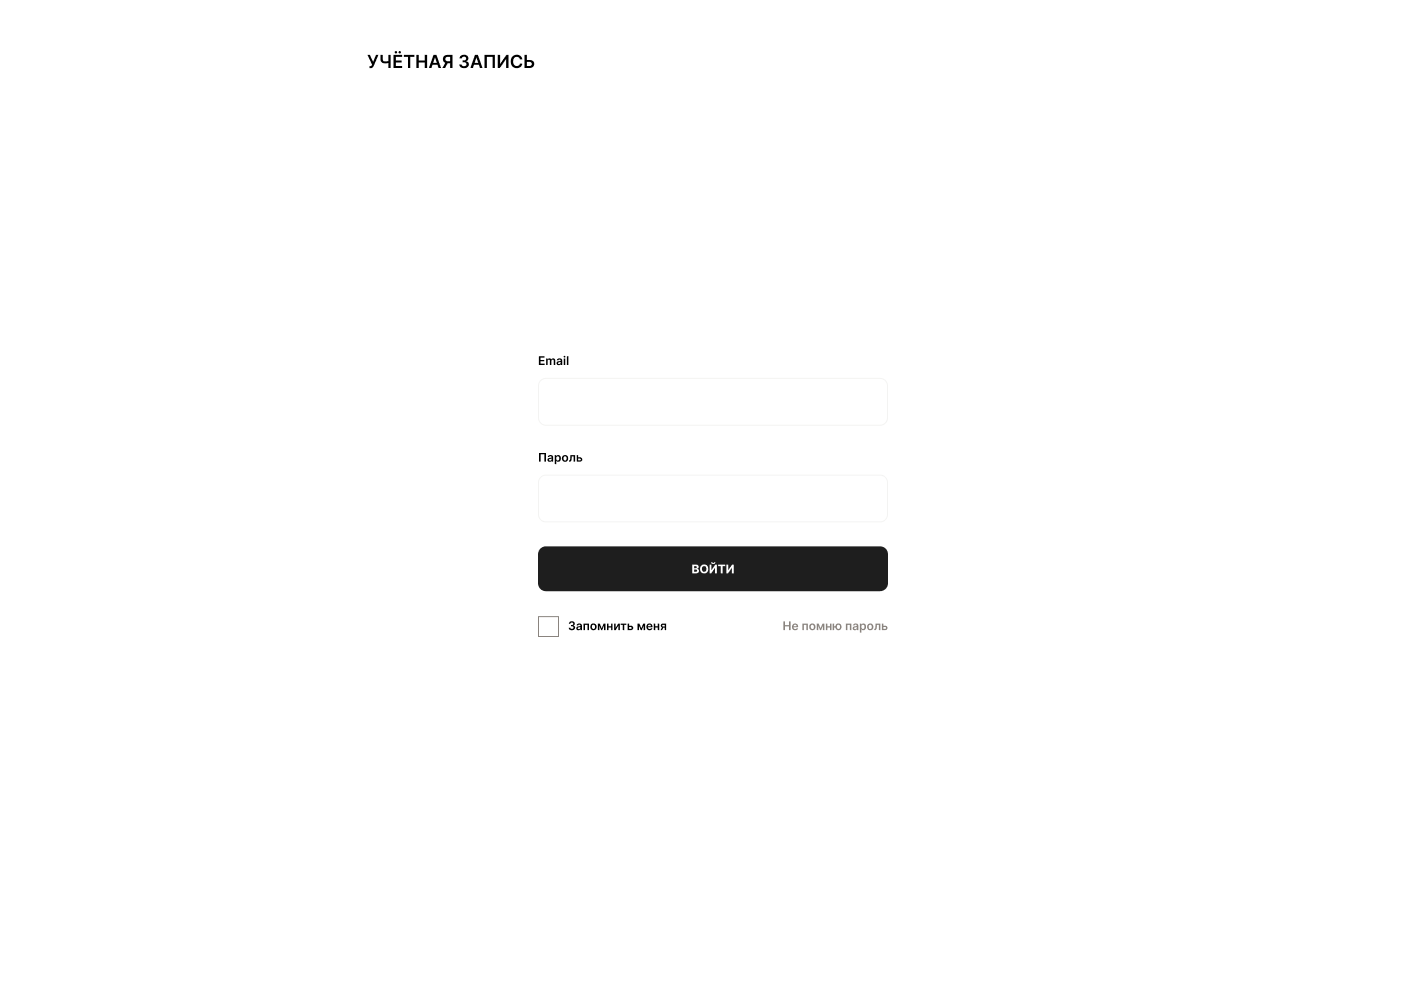 УЧЁТНАЯ ЗАПИСЬ
Email
Пароль
ВОЙТИ
Запомнить меня
Не помню пароль